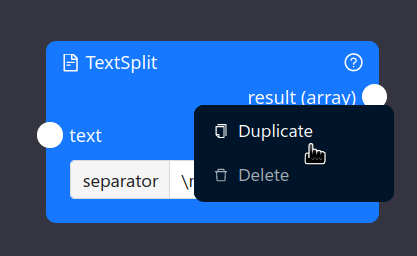 TextSplit
result (array)
text
Duplicate
separator
Delete